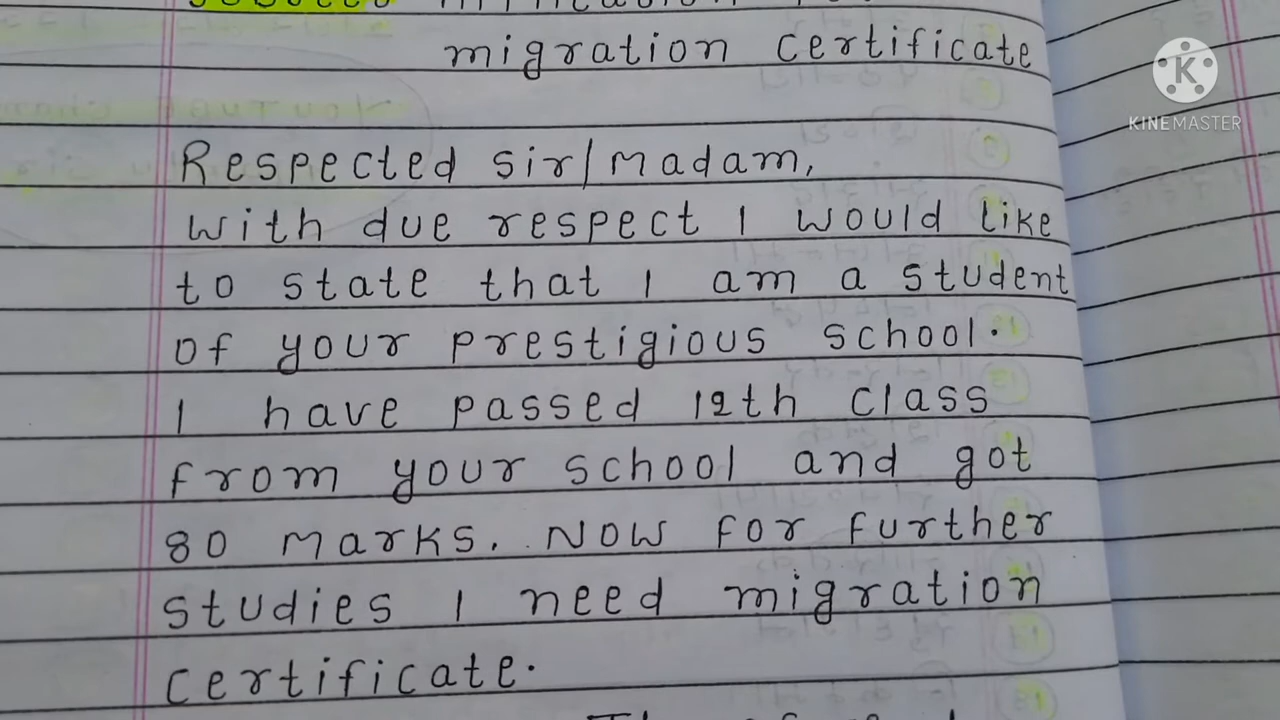 migration certificate
KINEMASTER
Respected sir/Madam,
with due respect I would like
to state that I am a student
of your prestigious school.
I have passed 12th class
from your school and got
80 marks. Now for further
studies I need migration
certificate.